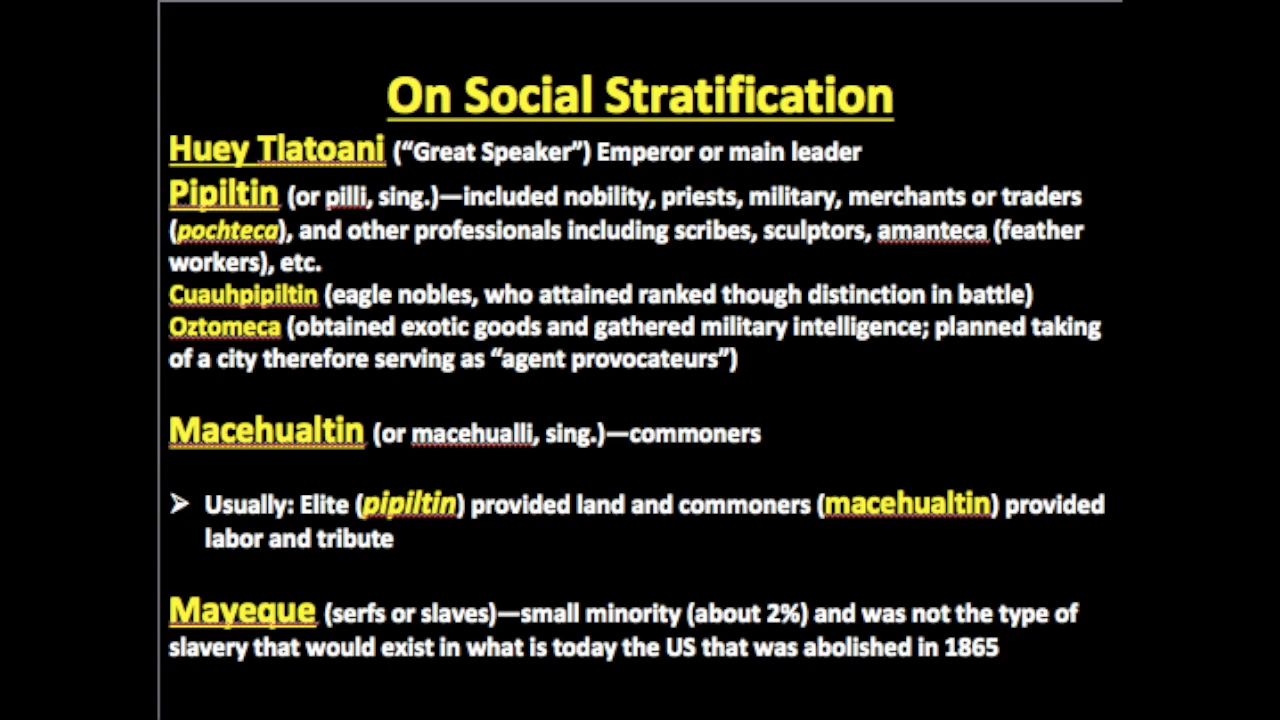 On Social Stratification
Huey Tlatoani (“Great Speaker”) Emperor or main leader
Pipiltin (or pilli, sing.)—included nobility, priests, military, merchants or traders
(pochteca), and other professionals including scribes, sculptors, amanteca (feather
workers), etc.
Cuauhpipiltin (eagle nobles, who attained ranked though distinction in battle)
Oztomeca (obtained exotic goods and gathered military intelligence; planned taking
of a city therefore serving as “agent provocateurs”)
Macehualtin (or macehualli, sing.)—commoners
➢ Usually: Elite (pipiltin) provided land and commoners (macehualtin) provided
labor and tribute
Mayeque (serfs or slaves)—small minority (about 2%) and was not the type of
slavery that would exist in what is today the US that was abolished in 1865